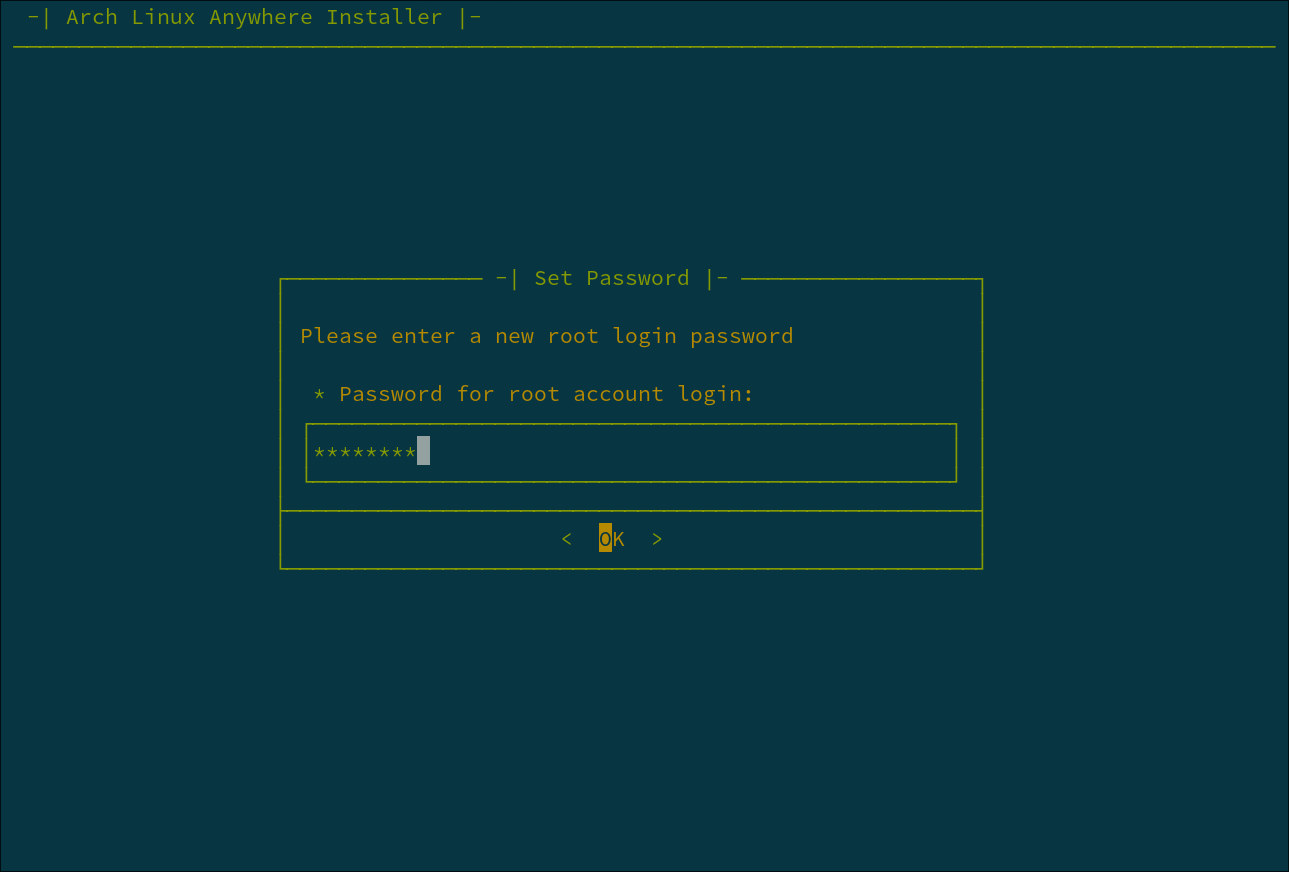 -| Arch Linux Anywhere Installer |-
-| Set Password |-
Please enter a new root login password
* Password for root account login:
********
< OK >